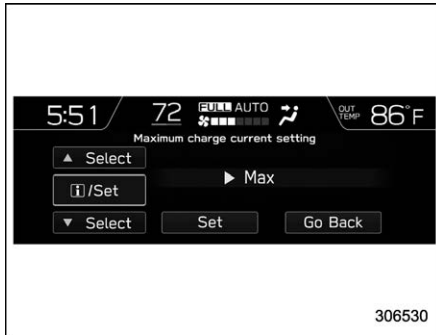 5:51 72 FULL AUTO OUT TEMP 86°F
Maximum charge current setting
▲ Select
i/Set
▶ Max
▼ Select Set Go Back
306530